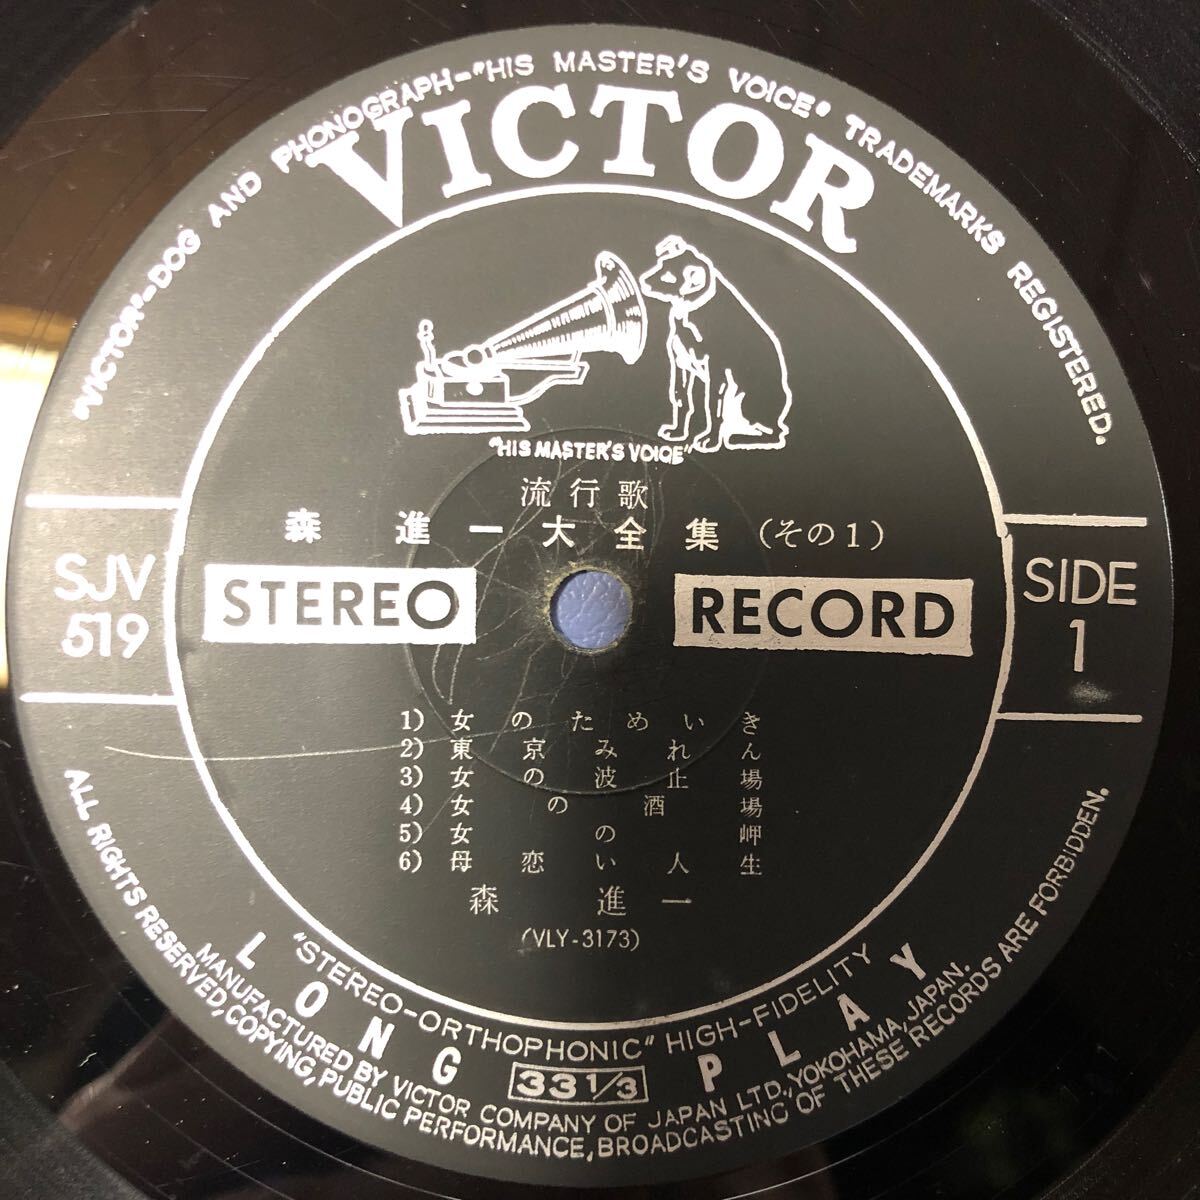 "VICTOR"-DOG AND PHONOGRAPH-"HIS MASTER'S VOICE" TRADEMARKS REGISTERED.
VICTOR
"HIS MASTER'S VOICE"
流行歌
森進一大全集(その1)
SJV
519
STEREO
RECORD
SIDE
1
1) 女のためいき
2) 東京みれん
3) 女の波止場
4) 女の酒場
5) 女の岬
6) 母恋い人生
森進一
(VLY-3173)
"STEREO-ORTHOPHONIC" HIGH-FIDELITY
LONG 33 1/3 PLAY
MANUFACTURED BY VICTOR COMPANY OF JAPAN LTD., YOKOHAMA, JAPAN.
ALL RIGHTS RESERVED, COPYING, PUBLIC PERFORMANCE, BROADCASTING OF THESE RECORDS ARE FORBIDDEN.